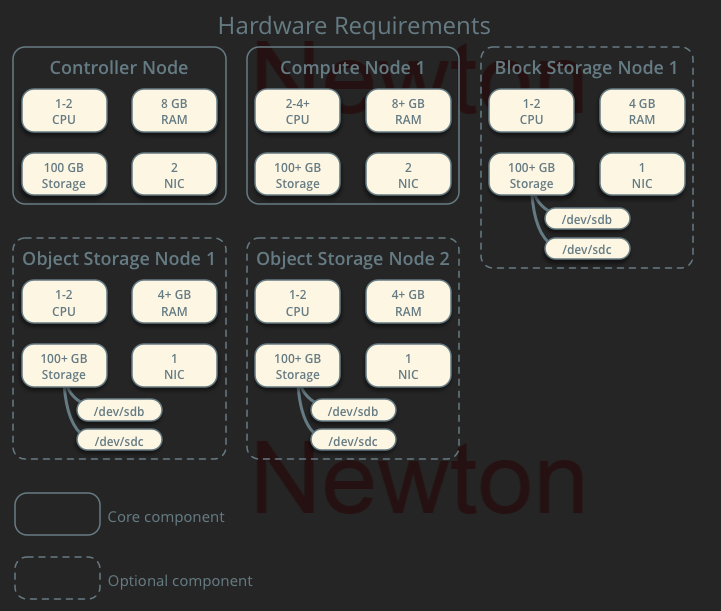 Hardware Requirements
Newton
Controller Node
1-2
CPU
8 GB
RAM
100 GB
Storage
2
NIC
Compute Node 1
2-4+
CPU
8+ GB
RAM
100+ GB
Storage
2
NIC
Block Storage Node 1
1-2
CPU
4 GB
RAM
100+ GB
Storage
1
NIC
/dev/sdb
/dev/sdc
Object Storage Node 1
1-2
CPU
4+ GB
RAM
100+ GB
Storage
1
NIC
/dev/sdb
/dev/sdc
Object Storage Node 2
1-2
CPU
4+ GB
RAM
100+ GB
Storage
1
NIC
/dev/sdb
/dev/sdc
Newton
Core component
Optional component